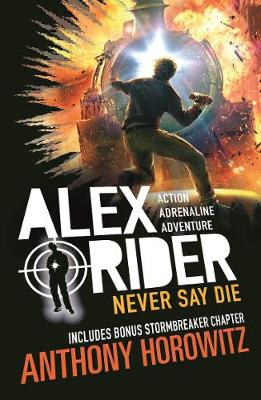 ALEX
ACTION
ADRENALINE
ADVENTURE
RIDER
NEVER SAY DIE
INCLUDES BONUS STORMBREAKER CHAPTER
ANTHONY HOROWITZ